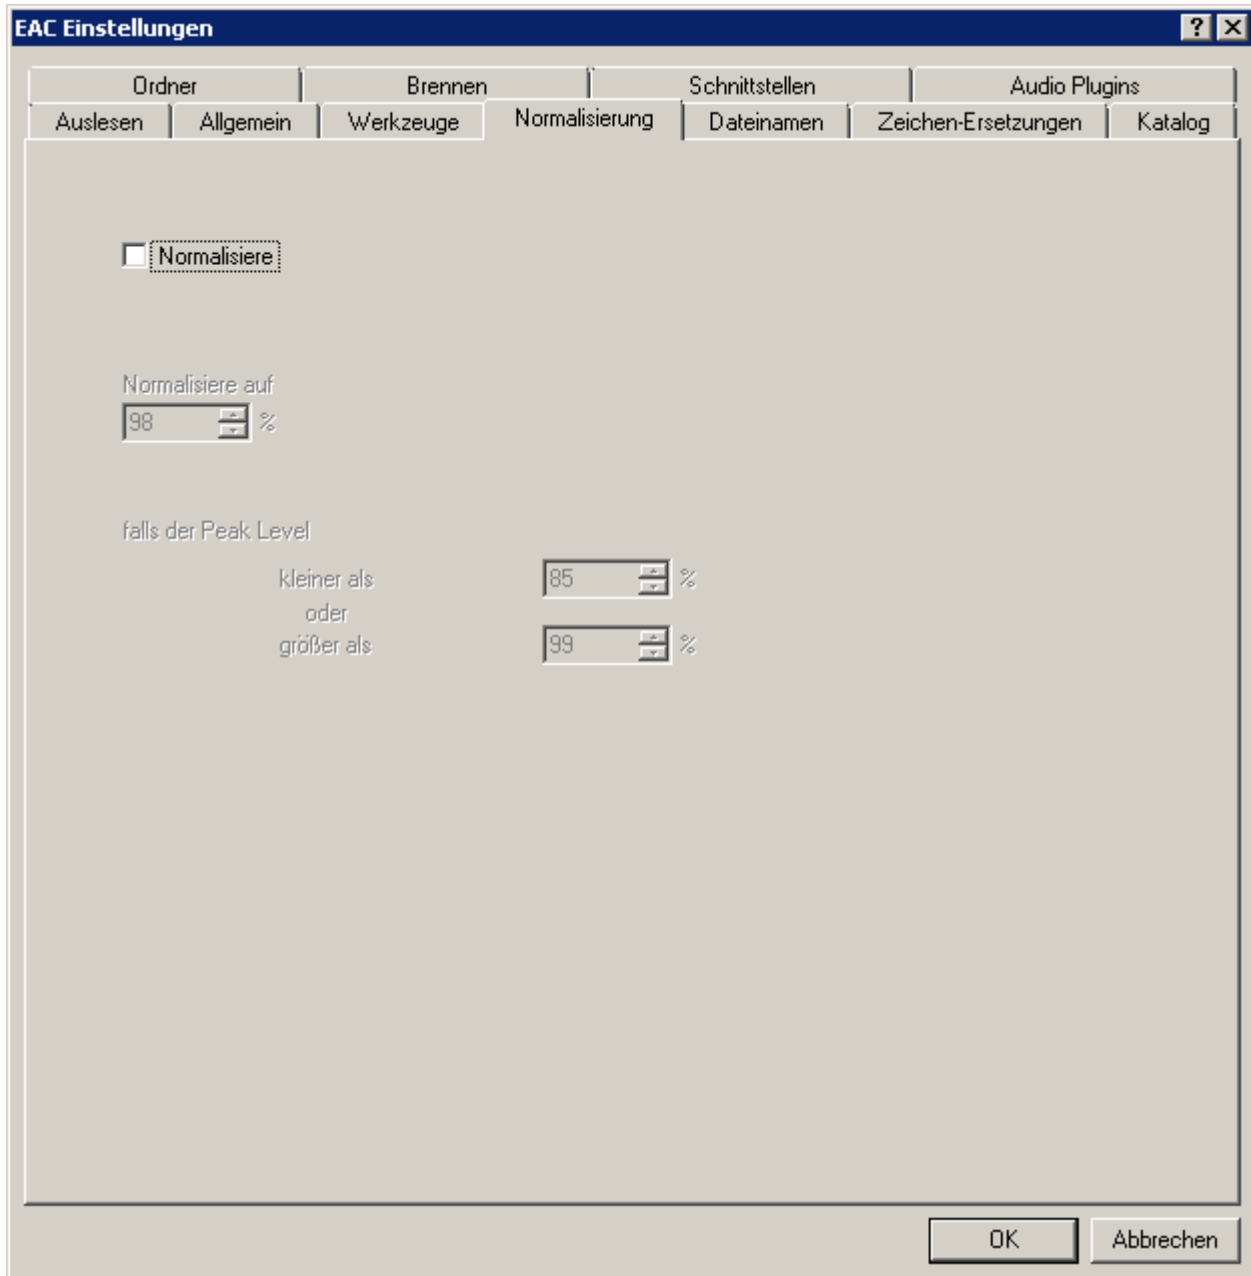 EAC Einstellungen
Ordner Brennen Schnittstellen Audio Plugins
Auslesen Allgemein Werkzeuge Normalisierung Dateinamen Zeichen-Ersetzungen Katalog
Normalisiere
Normalisiere auf
98 %
falls der Peak Level
kleiner als 85 %
oder
größer als 99 %
OK Abbrechen